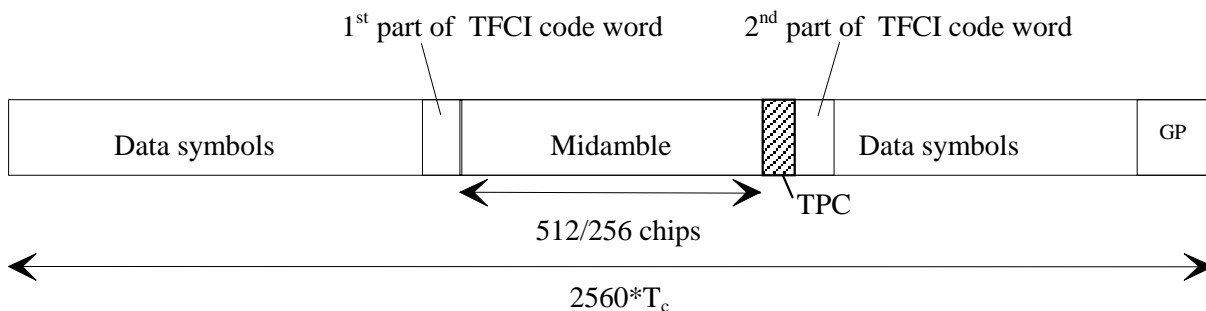 1st part of TFCI code word
2nd part of TFCI code word
Data symbols
Midamble
Data symbols
GP
TPC
512/256 chips
2560*Tc